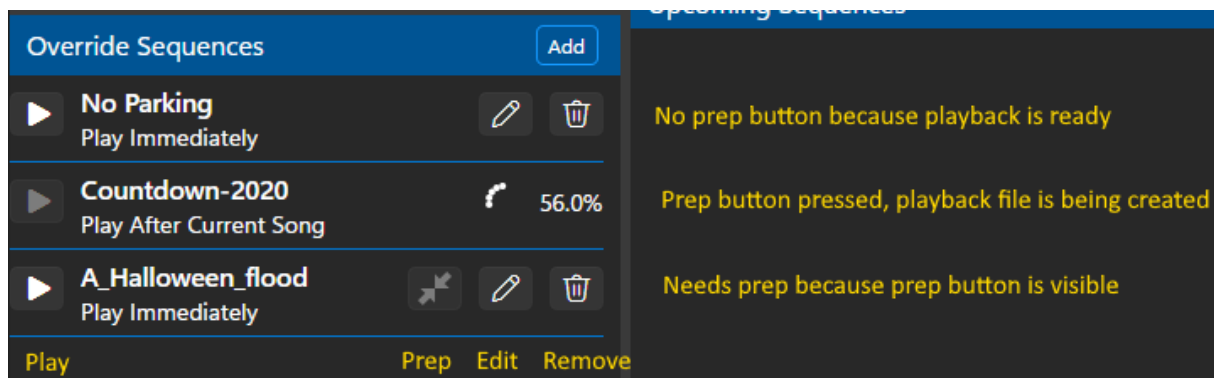 Upcoming Sequences
Override Sequences Add
No Parking
Play Immediately
No prep button because playback is ready
Countdown-2020
Play After Current Song
56.0%
Prep button pressed, playback file is being created
A_Halloween_flood
Play Immediately
Needs prep because prep button is visible
Play Prep Edit Remove